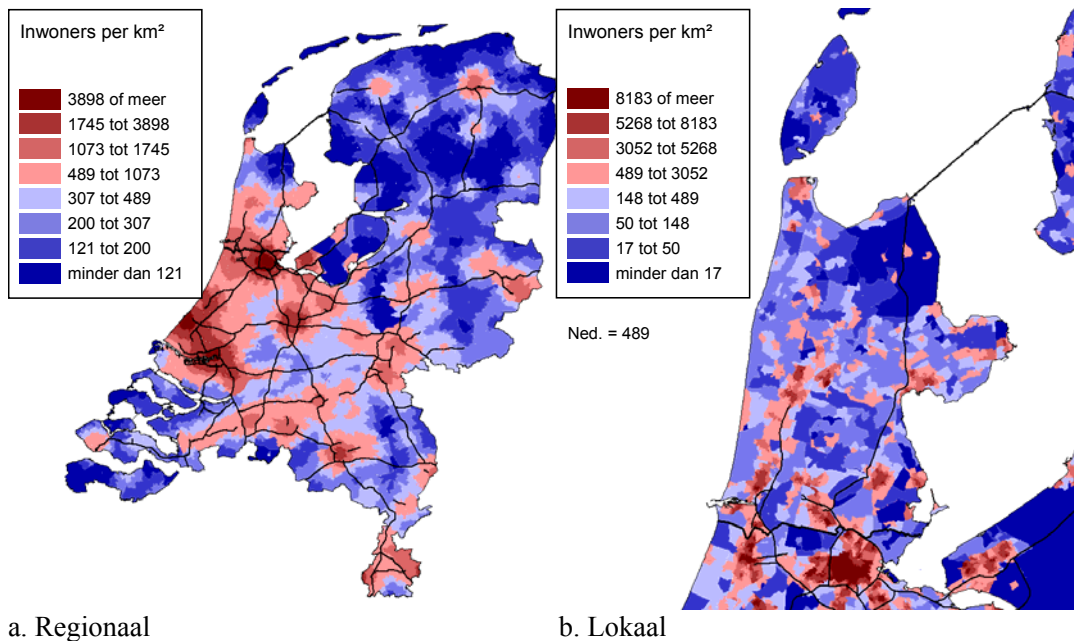 Inwoners per km²
3898 of meer
1745 tot 3898
1073 tot 1745
489 tot 1073
307 tot 489
200 tot 307
121 tot 200
minder dan 121
Inwoners per km²
8183 of meer
5268 tot 8183
3052 tot 5268
489 tot 3052
148 tot 489
50 tot 148
17 tot 50
minder dan 17
Ned. = 489
a. Regionaal
b. Lokaal